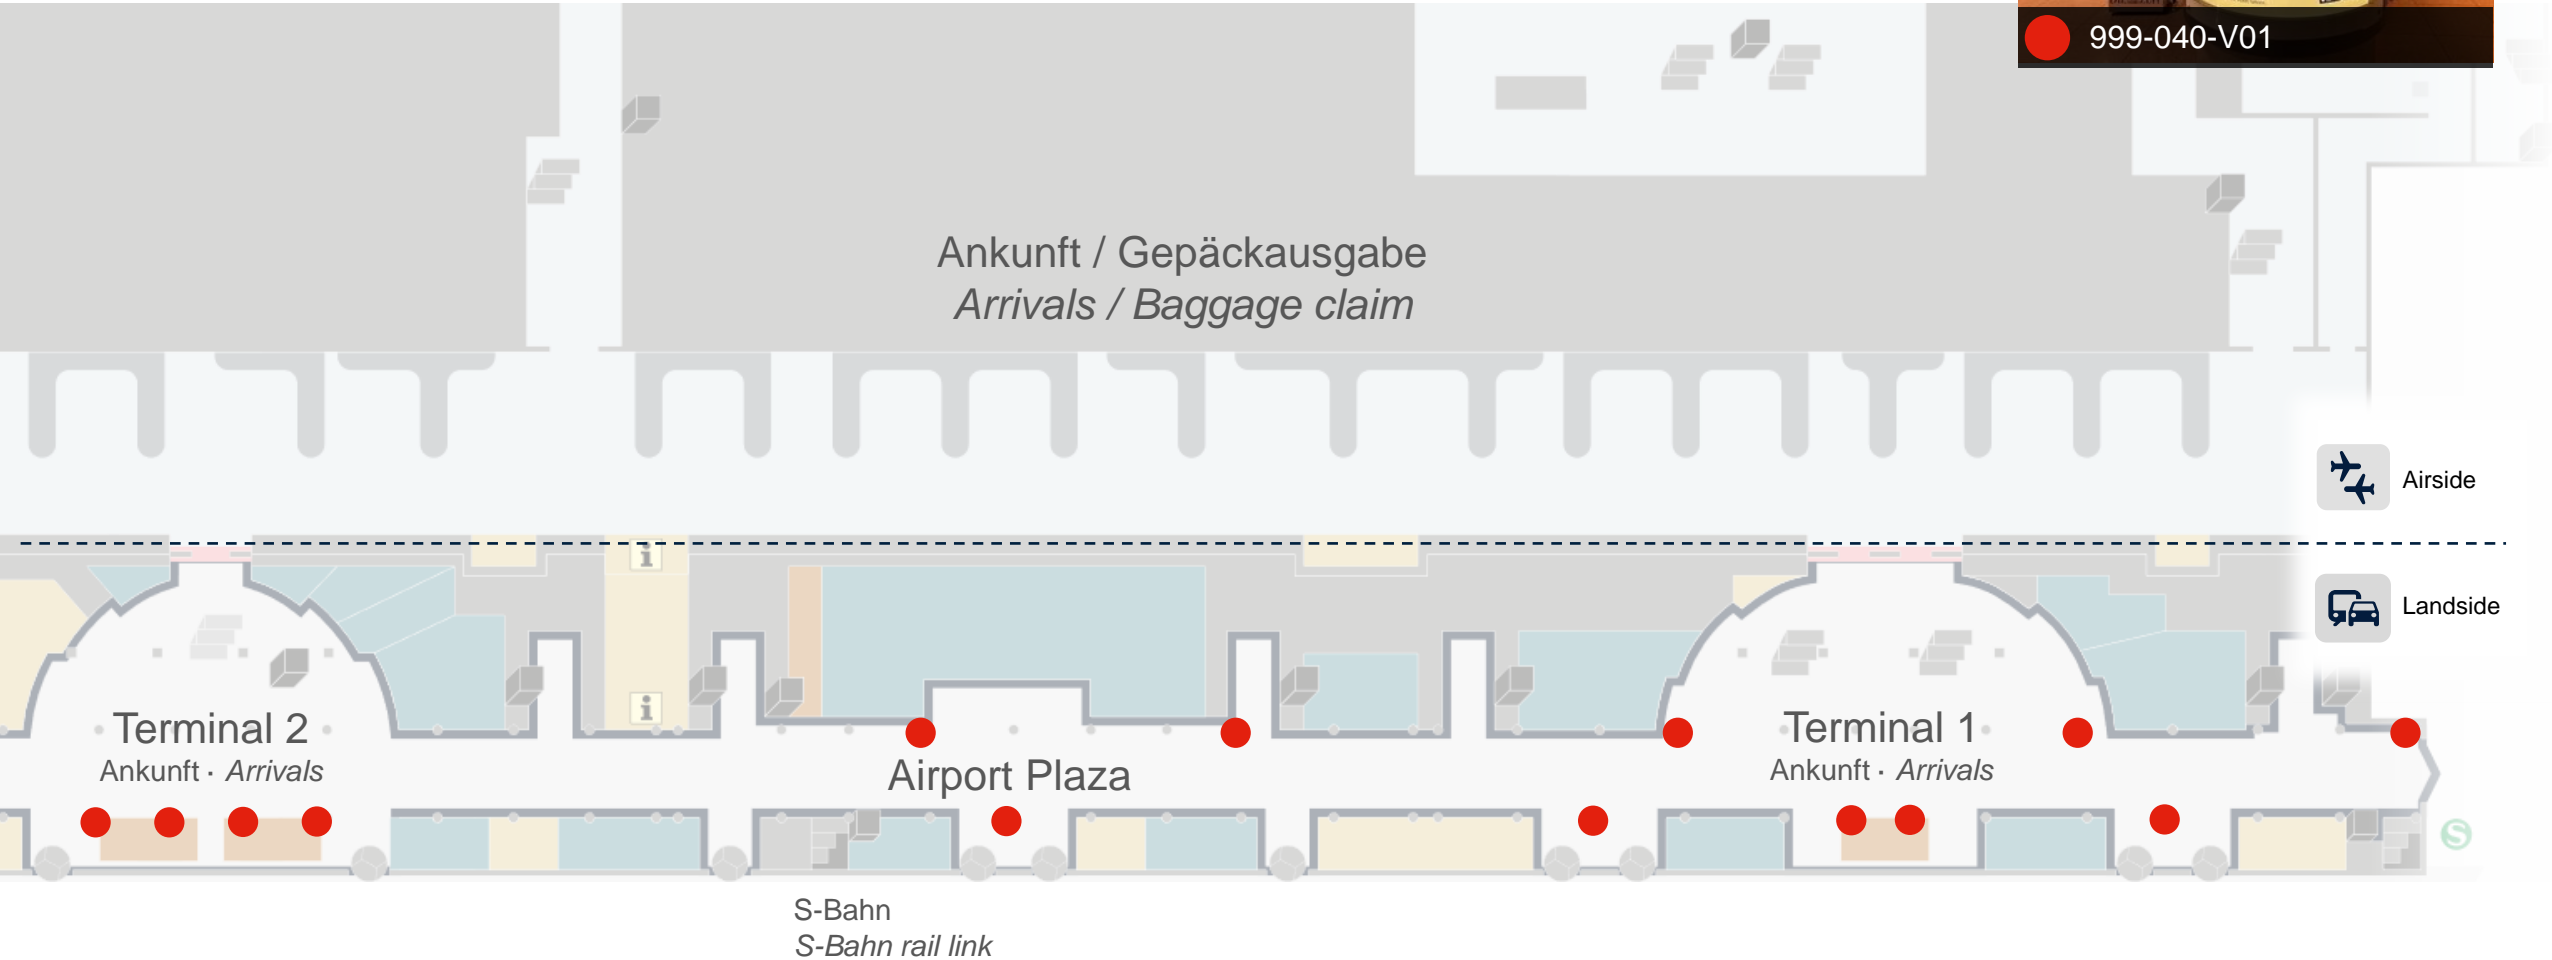 999-040-V01
Ankunft / Gepäckausgabe
Arrivals / Baggage claim
Airside
Landside
i
i
Terminal 2
Ankunft · Arrivals
Airport Plaza
Terminal 1
Ankunft · Arrivals
S
S-Bahn
S-Bahn rail link